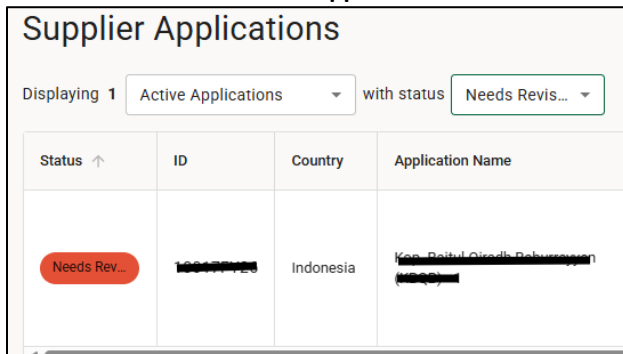 Supplier Applications
Displaying 1 Active Applications with status Needs Revis...
Status ID Country Application Name
Needs Rev... Indonesia